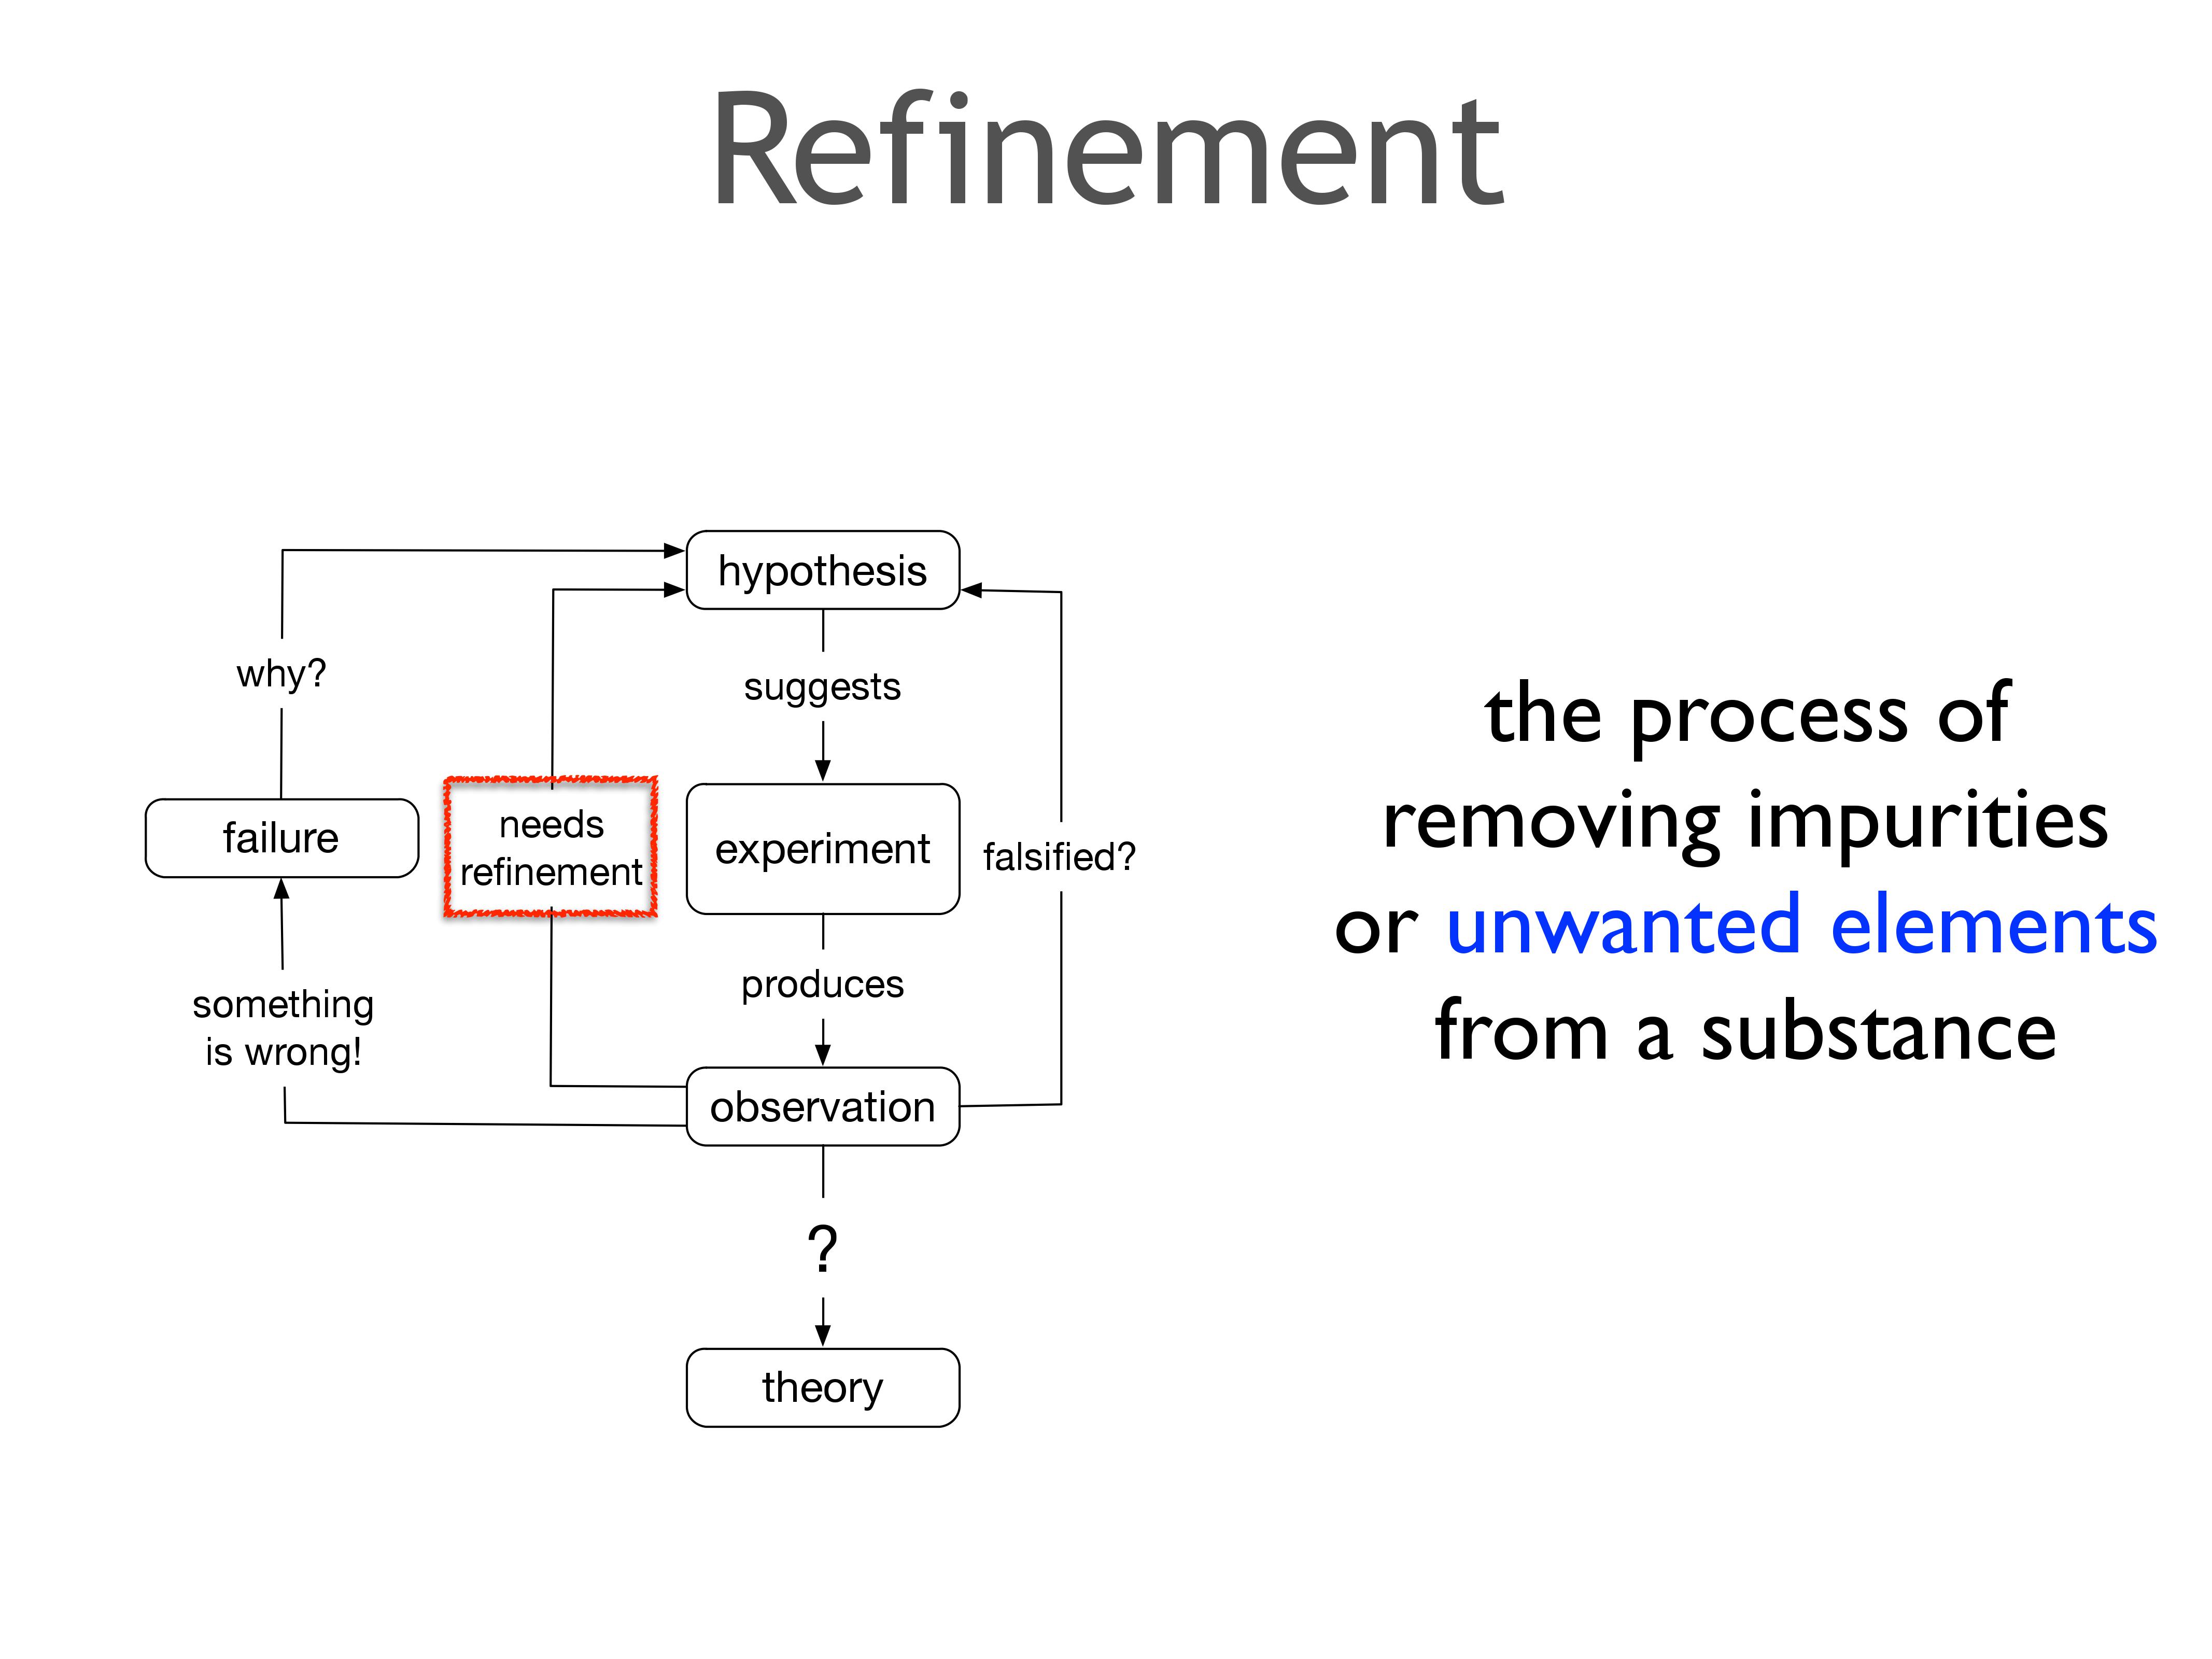 Refinement
hypothesis
why?
suggests
needs
refinement
failure
experiment
falsified?
something
is wrong!
produces
observation
?
theory
the process of
removing impurities
or unwanted elements
from a substance